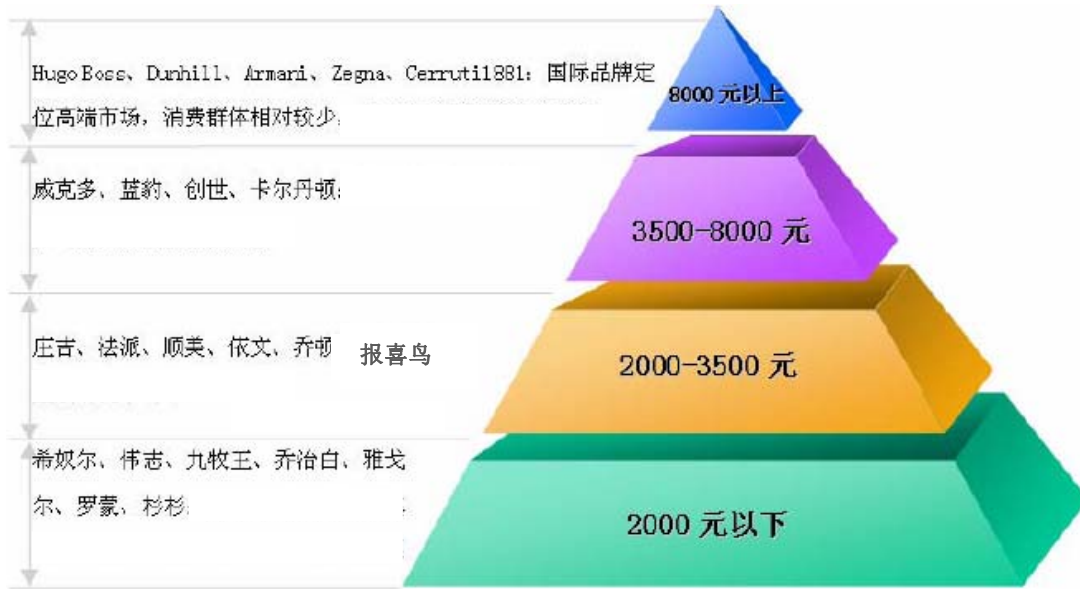 Hugo Boss、Dunhill、Armari、Zegna、Cerruti1881：国际品牌定
位高端市场，消费群体相对较少；
8000 元以上
威克多、蓝豹、创世、卡尔丹顿；
3500-8000 元
庄吉、法派、顺美、依文、乔顿 报喜鸟
2000-3500 元
希努尔、伟志、九牧王、乔治白、雅戈
尔、罗蒙、杉杉；
2000 元以下